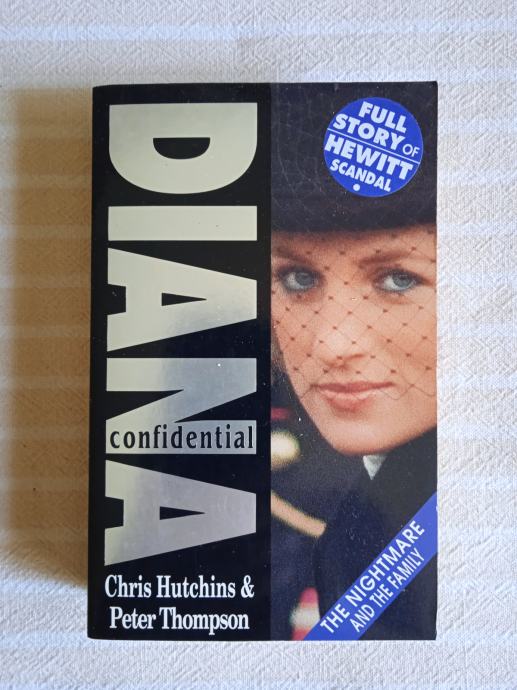 DIANA
confidential
Chris Hutchins &
Peter Thompson
FULL
STORY OF
HEWITT
SCANDAL
THE NIGHTMARE
AND THE FAMILY